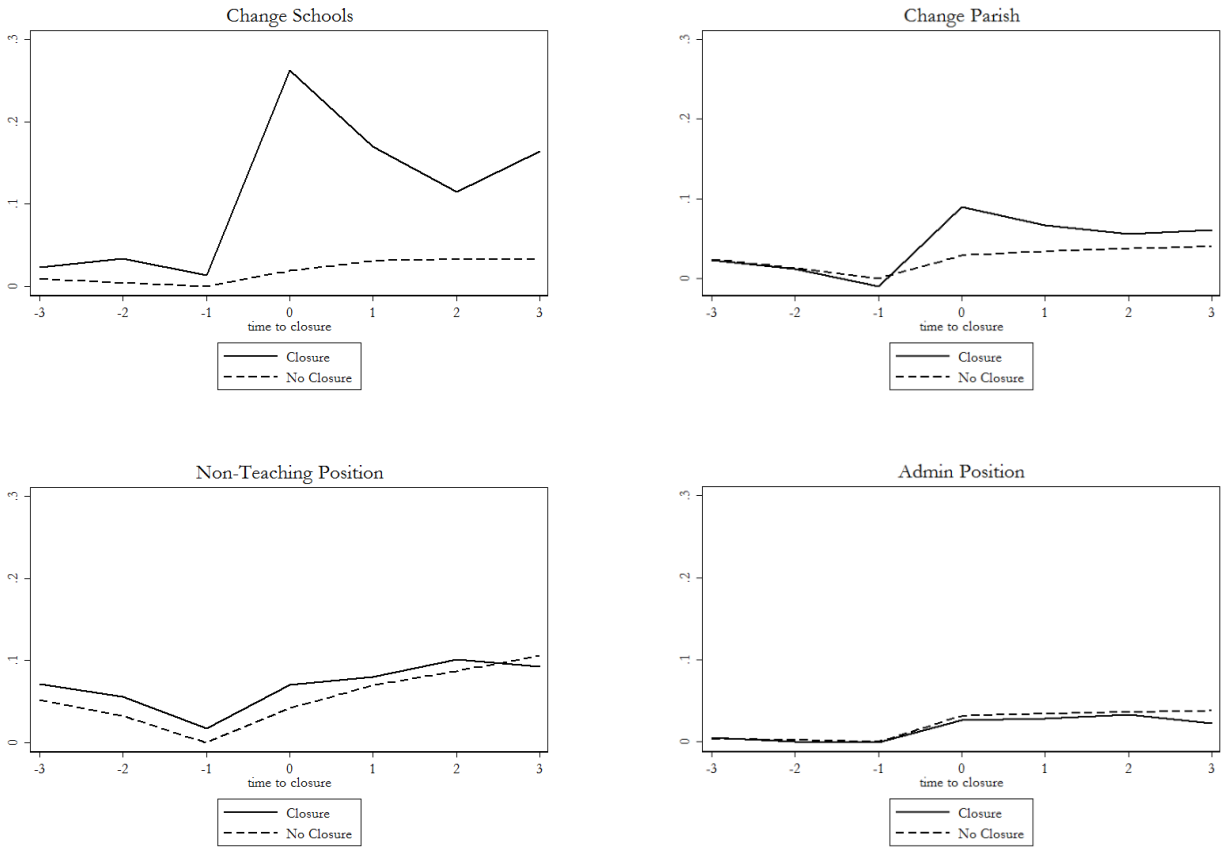 Change Schools
.3
.2
.1
0
-3 -2 -1 0 1 2 3
time to closure
Closure
No Closure
Change Parish
.3
.2
.1
0
-3 -2 -1 0 1 2 3
time to closure
Closure
No Closure
Non-Teaching Position
.3
.2
.1
0
-3 -2 -1 0 1 2 3
time to closure
Closure
No Closure
Admin Position
.3
.2
.1
0
-3 -2 -1 0 1 2 3
time to closure
Closure
No Closure